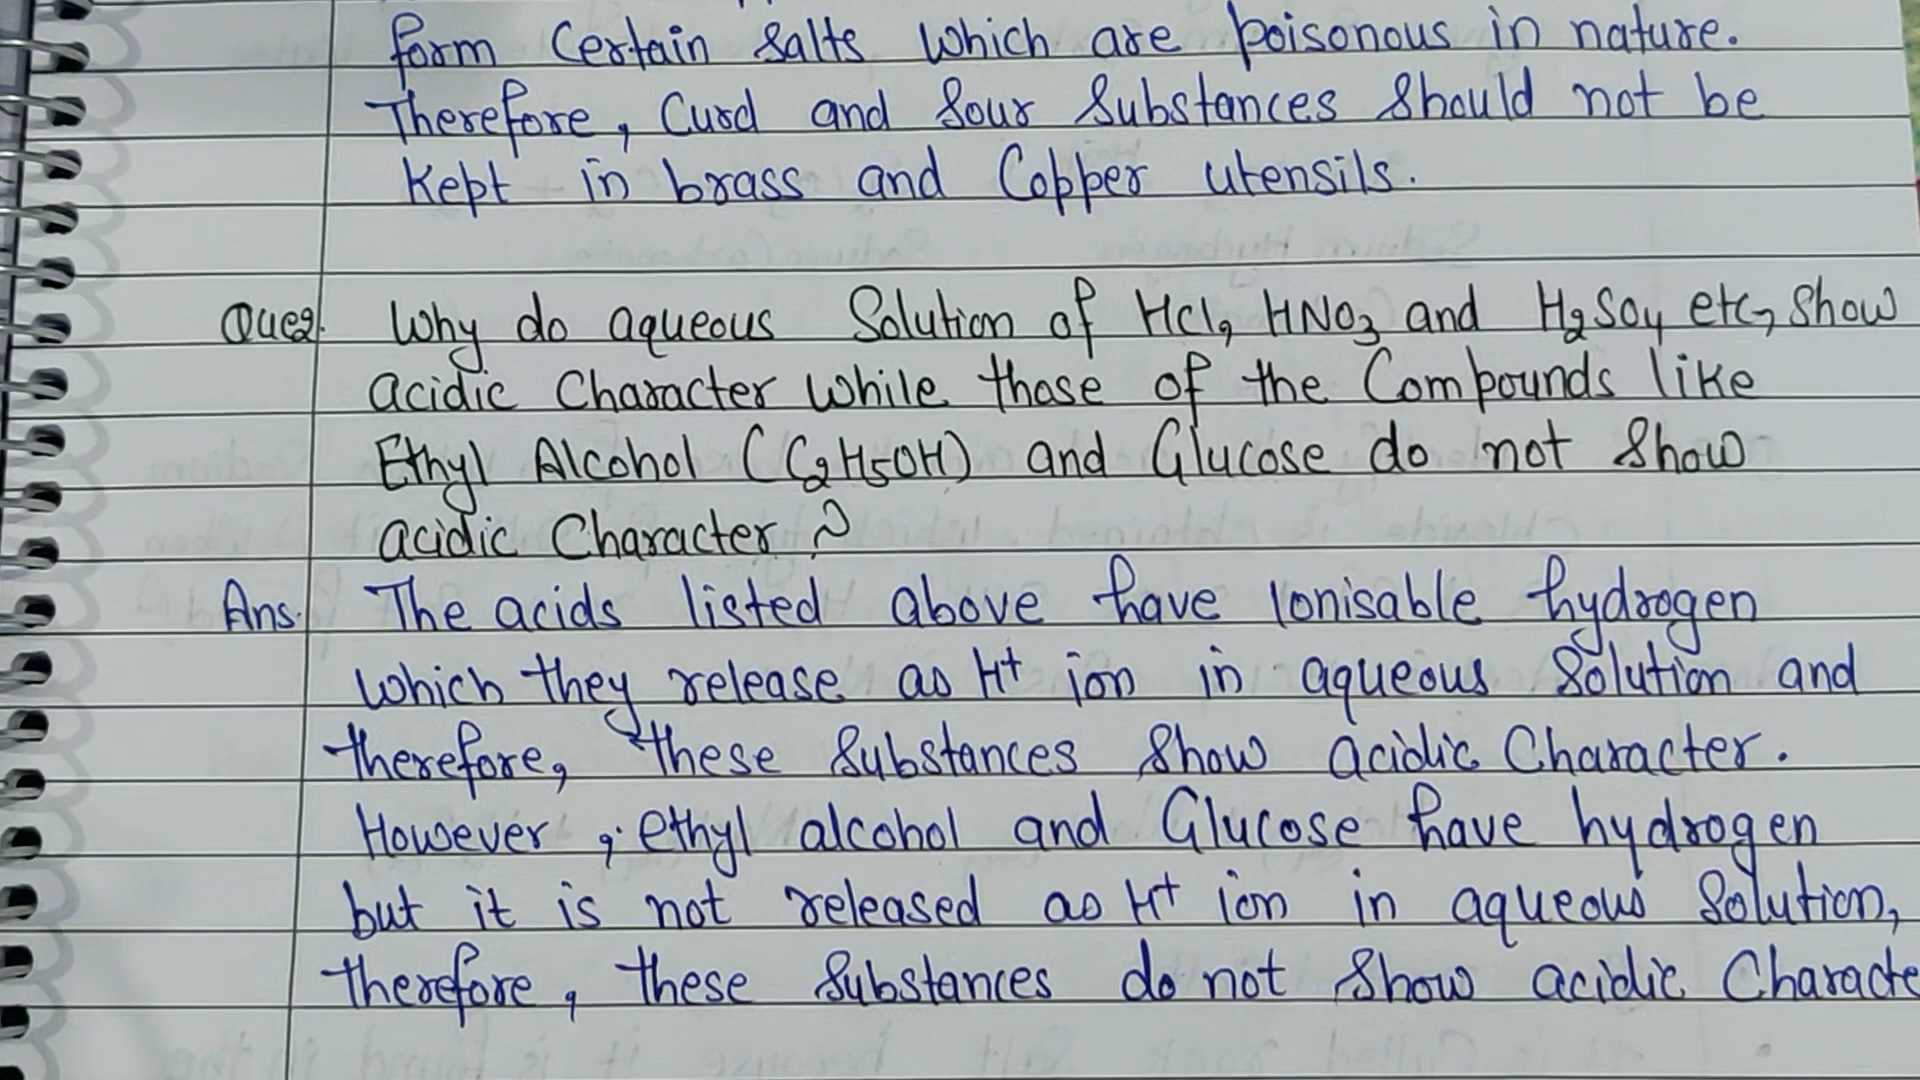 form Certain salts which are poisonous in nature.
Therefore, Curd and Sour Substances Should not be
Kept in brass and Copper utensils.
Que2. Why do aqueous Solution of HCl, HNO3 and H2SO4 etc, Show
acidic Character While those of the Compounds like
Ethyl Alcohol (C2H5OH) and Glucose do not Show
acidic Character ?
Ans. The acids listed above have Ionisable hydrogen
which they release as H+ ion in aqueous Solution and
therefore, these Substances Show acidic Character.
However, ethyl alcohol and Glucose have hydrogen
but it is not released as H+ ion in aqueous Solution,
therefore, these Substances do not Show acidic Characte